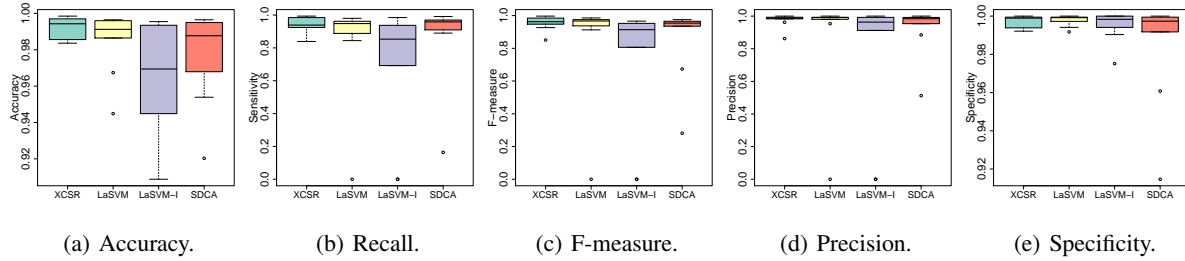 Accuracy
0.92 0.94 0.96 0.98 1.00
XCSR LaSVM LaSVM−I SDCA
(a) Accuracy.
Sensitivity
0.0 0.2 0.4 0.6 0.8 1.0
XCSR LaSVM LaSVM−I SDCA
(b) Recall.
F−measure
0.0 0.2 0.4 0.6 0.8 1.0
XCSR LaSVM LaSVM−I SDCA
(c) F-measure.
Precision
0.0 0.2 0.4 0.6 0.8 1.0
XCSR LaSVM LaSVM−I SDCA
(d) Precision.
Specificity
0.92 0.94 0.96 0.98 1.00
XCSR LaSVM LaSVM−I SDCA
(e) Specificity.